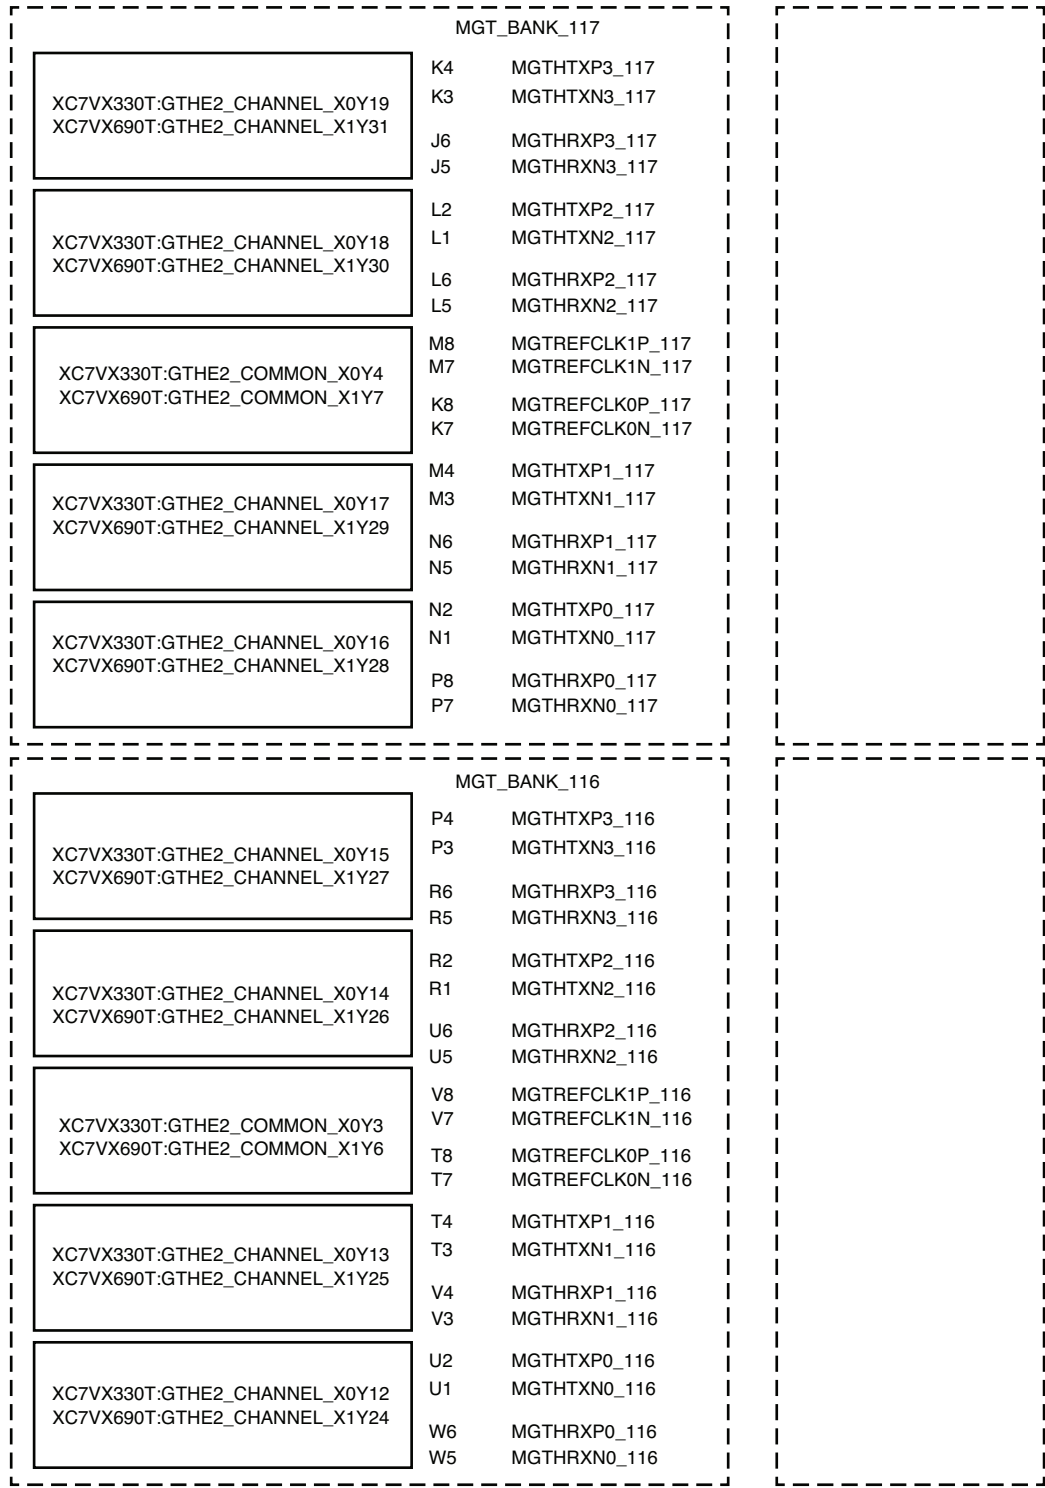 MGT_BANK_117
K4 MGTHTXP3_117
K3 MGTHTXN3_117
XC7VX330T:GTHE2_CHANNEL_X0Y19
XC7VX690T:GTHE2_CHANNEL_X1Y31
J6 MGTHRXP3_117
J5 MGTHRXN3_117
L2 MGTHTXP2_117
L1 MGTHTXN2_117
XC7VX330T:GTHE2_CHANNEL_X0Y18
XC7VX690T:GTHE2_CHANNEL_X1Y30
L6 MGTHRXP2_117
L5 MGTHRXN2_117
M8 MGTREFCLK1P_117
M7 MGTREFCLK1N_117
XC7VX330T:GTHE2_COMMON_X0Y4
XC7VX690T:GTHE2_COMMON_X1Y7
K8 MGTREFCLK0P_117
K7 MGTREFCLK0N_117
M4 MGTHTXP1_117
M3 MGTHTXN1_117
XC7VX330T:GTHE2_CHANNEL_X0Y17
XC7VX690T:GTHE2_CHANNEL_X1Y29
N6 MGTHRXP1_117
N5 MGTHRXN1_117
N2 MGTHTXP0_117
N1 MGTHTXN0_117
XC7VX330T:GTHE2_CHANNEL_X0Y16
XC7VX690T:GTHE2_CHANNEL_X1Y28
P8 MGTHRXP0_117
P7 MGTHRXN0_117
MGT_BANK_116
P4 MGTHTXP3_116
P3 MGTHTXN3_116
XC7VX330T:GTHE2_CHANNEL_X0Y15
XC7VX690T:GTHE2_CHANNEL_X1Y27
R6 MGTHRXP3_116
R5 MGTHRXN3_116
R2 MGTHTXP2_116
R1 MGTHTXN2_116
XC7VX330T:GTHE2_CHANNEL_X0Y14
XC7VX690T:GTHE2_CHANNEL_X1Y26
U6 MGTHRXP2_116
U5 MGTHRXN2_116
V8 MGTREFCLK1P_116
V7 MGTREFCLK1N_116
XC7VX330T:GTHE2_COMMON_X0Y3
XC7VX690T:GTHE2_COMMON_X1Y6
T8 MGTREFCLK0P_116
T7 MGTREFCLK0N_116
T4 MGTHTXP1_116
T3 MGTHTXN1_116
XC7VX330T:GTHE2_CHANNEL_X0Y13
XC7VX690T:GTHE2_CHANNEL_X1Y25
V4 MGTHRXP1_116
V3 MGTHRXN1_116
U2 MGTHTXP0_116
U1 MGTHTXN0_116
XC7VX330T:GTHE2_CHANNEL_X0Y12
XC7VX690T:GTHE2_CHANNEL_X1Y24
W6 MGTHRXP0_116
W5 MGTHRXN0_116